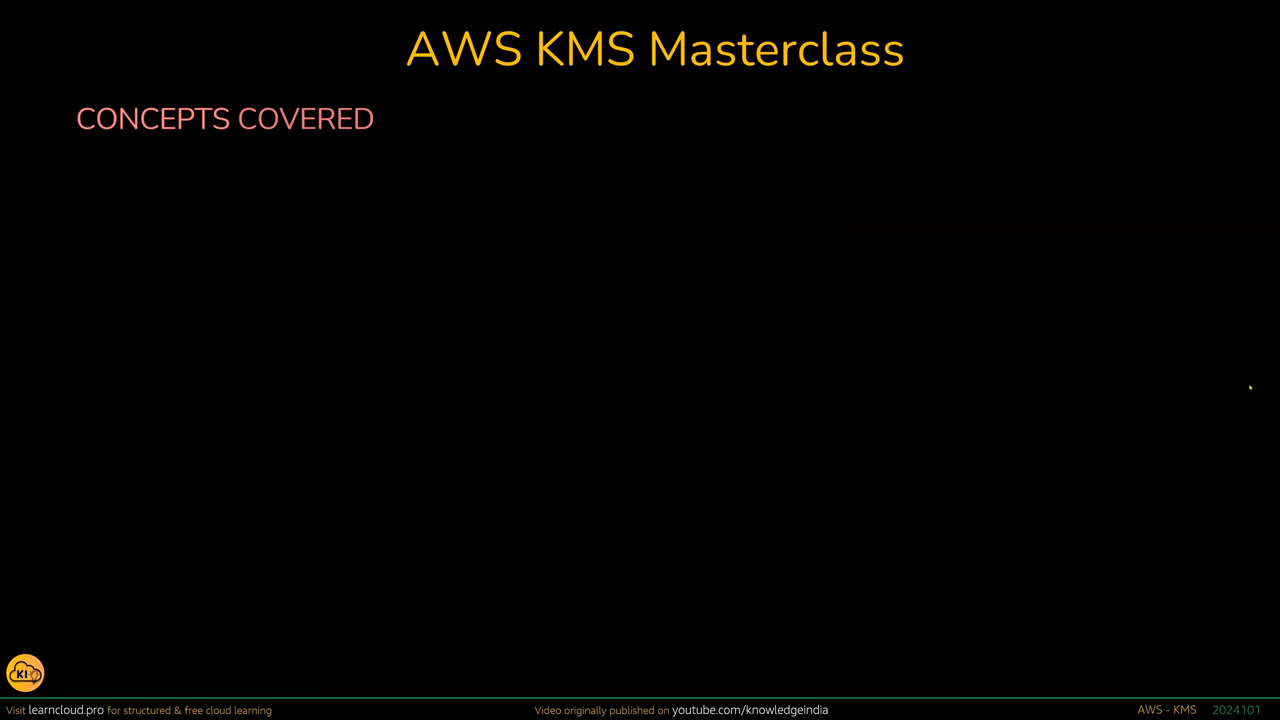 AWS KMS Masterclass
CONCEPTS COVERED
KI
Visit learncloud.pro for structured & free cloud learning
Video originally published on youtube.com/knowledgeindia
AWS - KMS
2024101